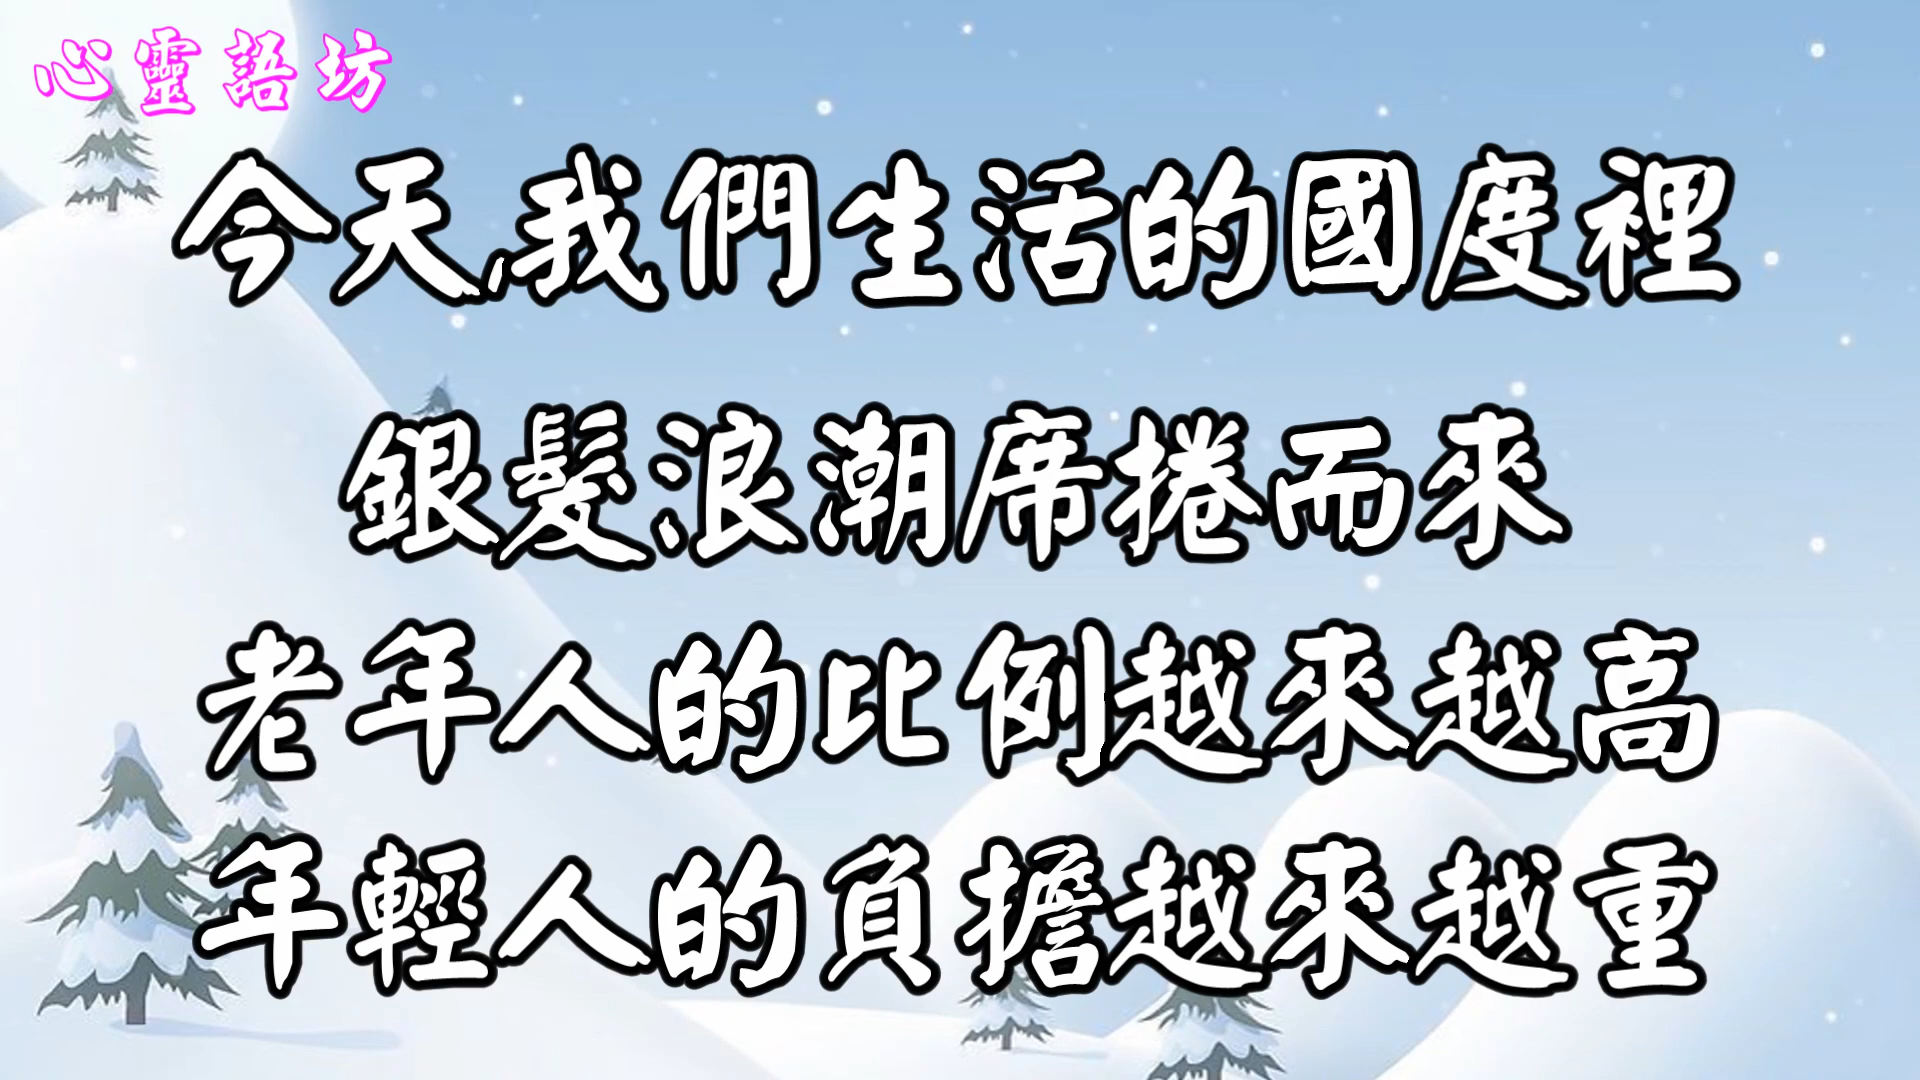 心靈語坊
今天,我們生活的國度裡
銀髮浪潮席捲而來
老年人的比例越來越高
年輕人的負擔越來越重